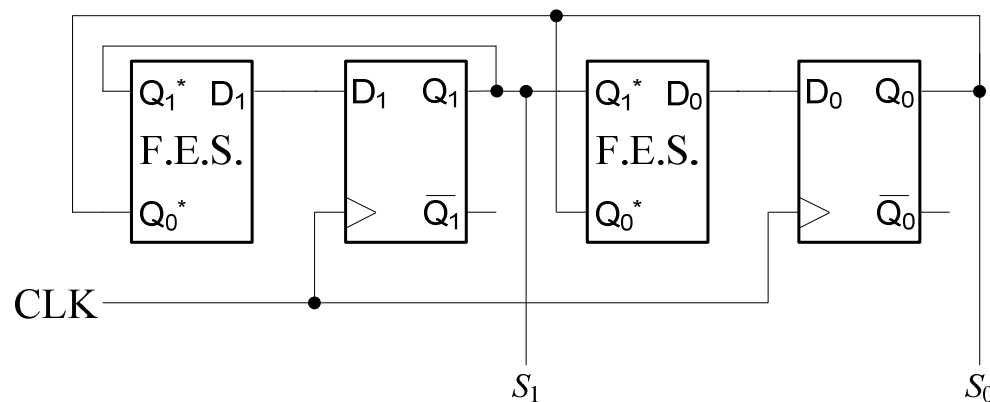 Q₁* D₁ D₁ Q₁ Q₁* D₀ D₀ Q₀
F.E.S. F.E.S.
Q₀* Q̅₁ Q₀* Q̅₀
CLK
S₁ S₀